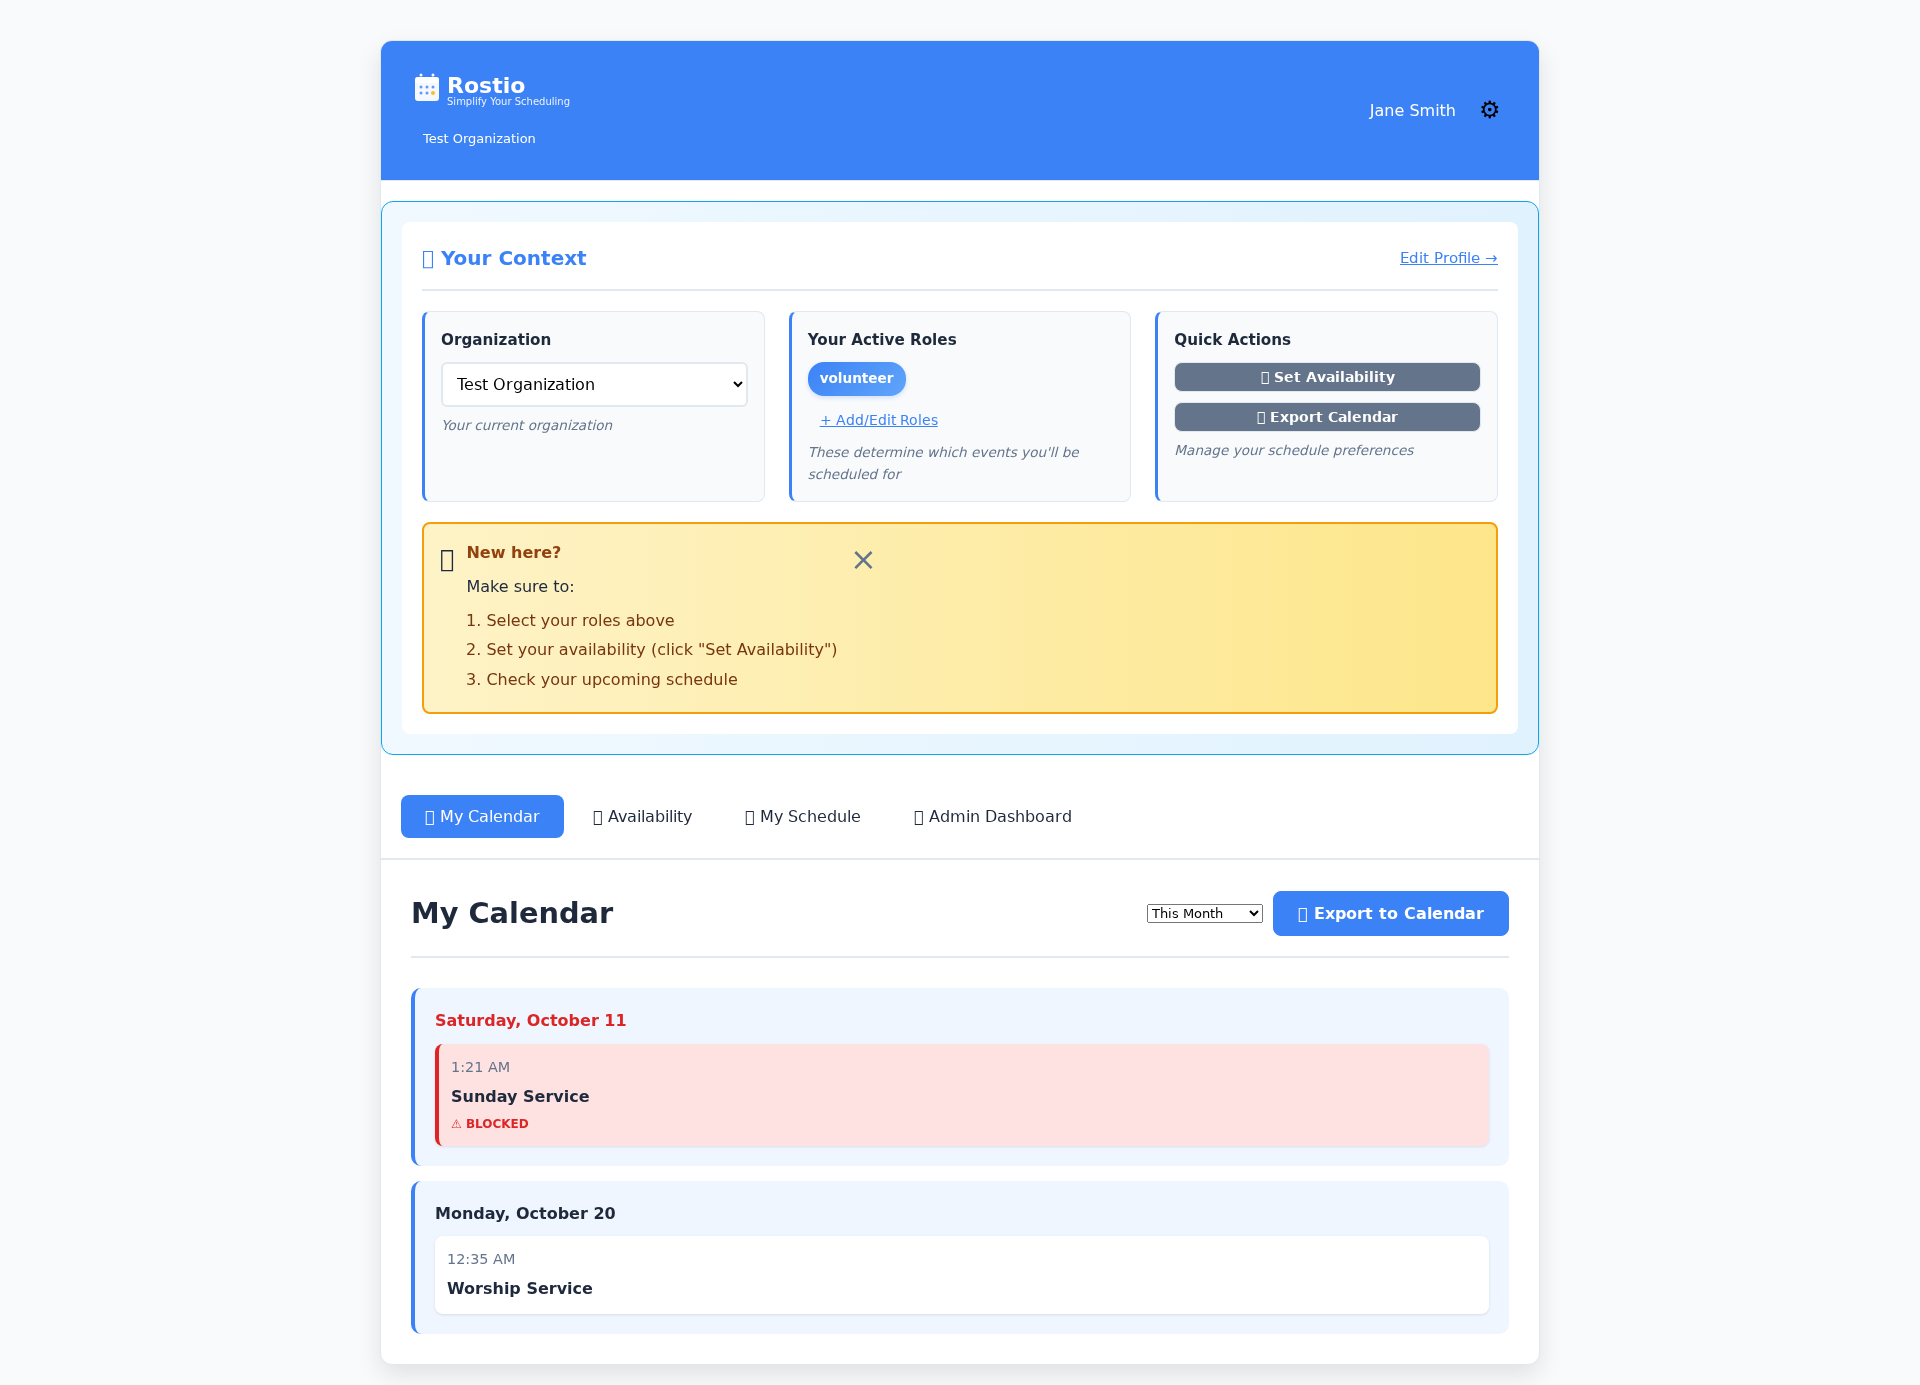 Rostio
Simplify Your Scheduling
Test Organization
Jane Smith
Your Context
Edit Profile →
Organization
Test Organization
Your current organization
Your Active Roles
volunteer
+ Add/Edit Roles
These determine which events you'll be
scheduled for
Quick Actions
Set Availability
Export Calendar
Manage your schedule preferences
New here?
Make sure to:
1. Select your roles above
2. Set your availability (click "Set Availability")
3. Check your upcoming schedule
My Calendar
Availability
My Schedule
Admin Dashboard
My Calendar
This Month
Export to Calendar
Saturday, October 11
1:21 AM
Sunday Service
⚠ BLOCKED
Monday, October 20
12:35 AM
Worship Service